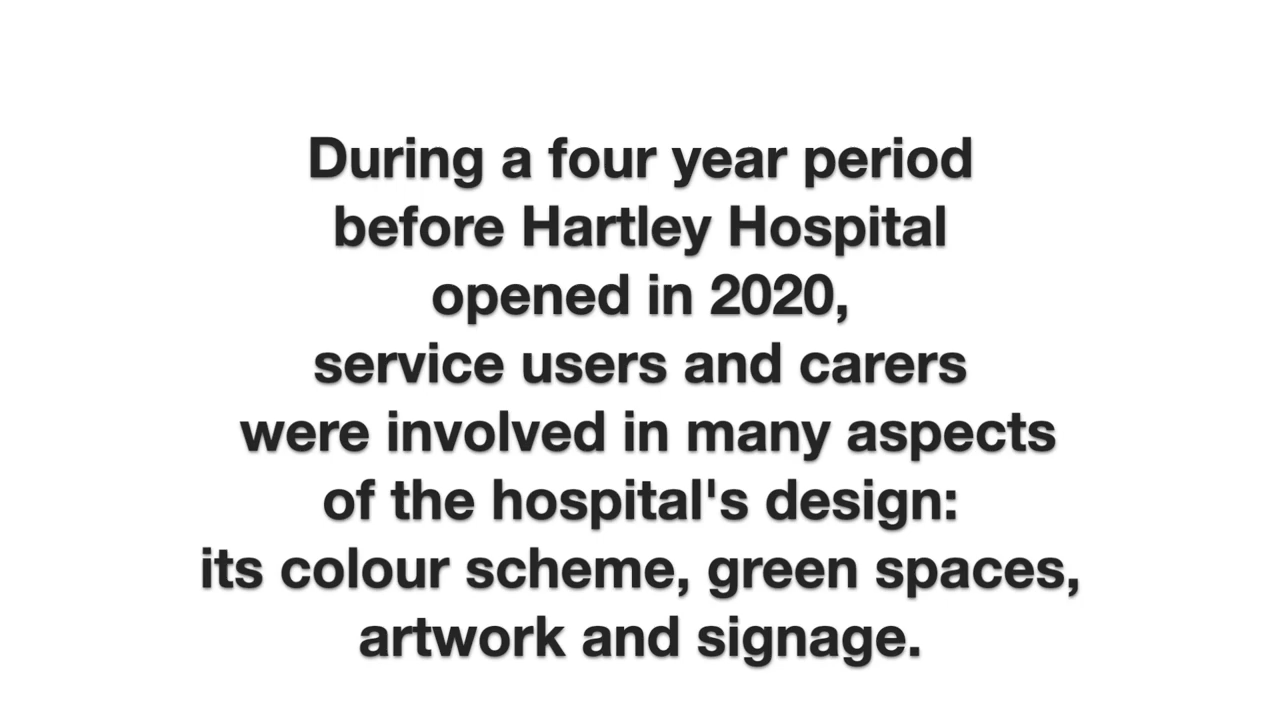 During a four year period
before Hartley Hospital
opened in 2020,
service users and carers
were involved in many aspects
of the hospital's design:
its colour scheme, green spaces,
artwork and signage.